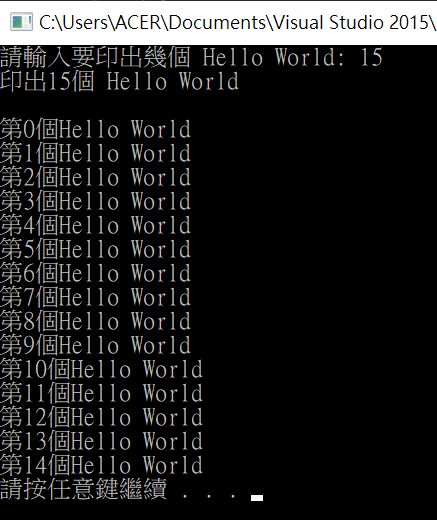 C:\Users\ACER\Documents\Visual Studio 2015\
請輸入要印出幾個 Hello World: 15
印出15個 Hello World
第0個Hello World
第1個Hello World
第2個Hello World
第3個Hello World
第4個Hello World
第5個Hello World
第6個Hello World
第7個Hello World
第8個Hello World
第9個Hello World
第10個Hello World
第11個Hello World
第12個Hello World
第13個Hello World
第14個Hello World
請按任意鍵繼續 . . .